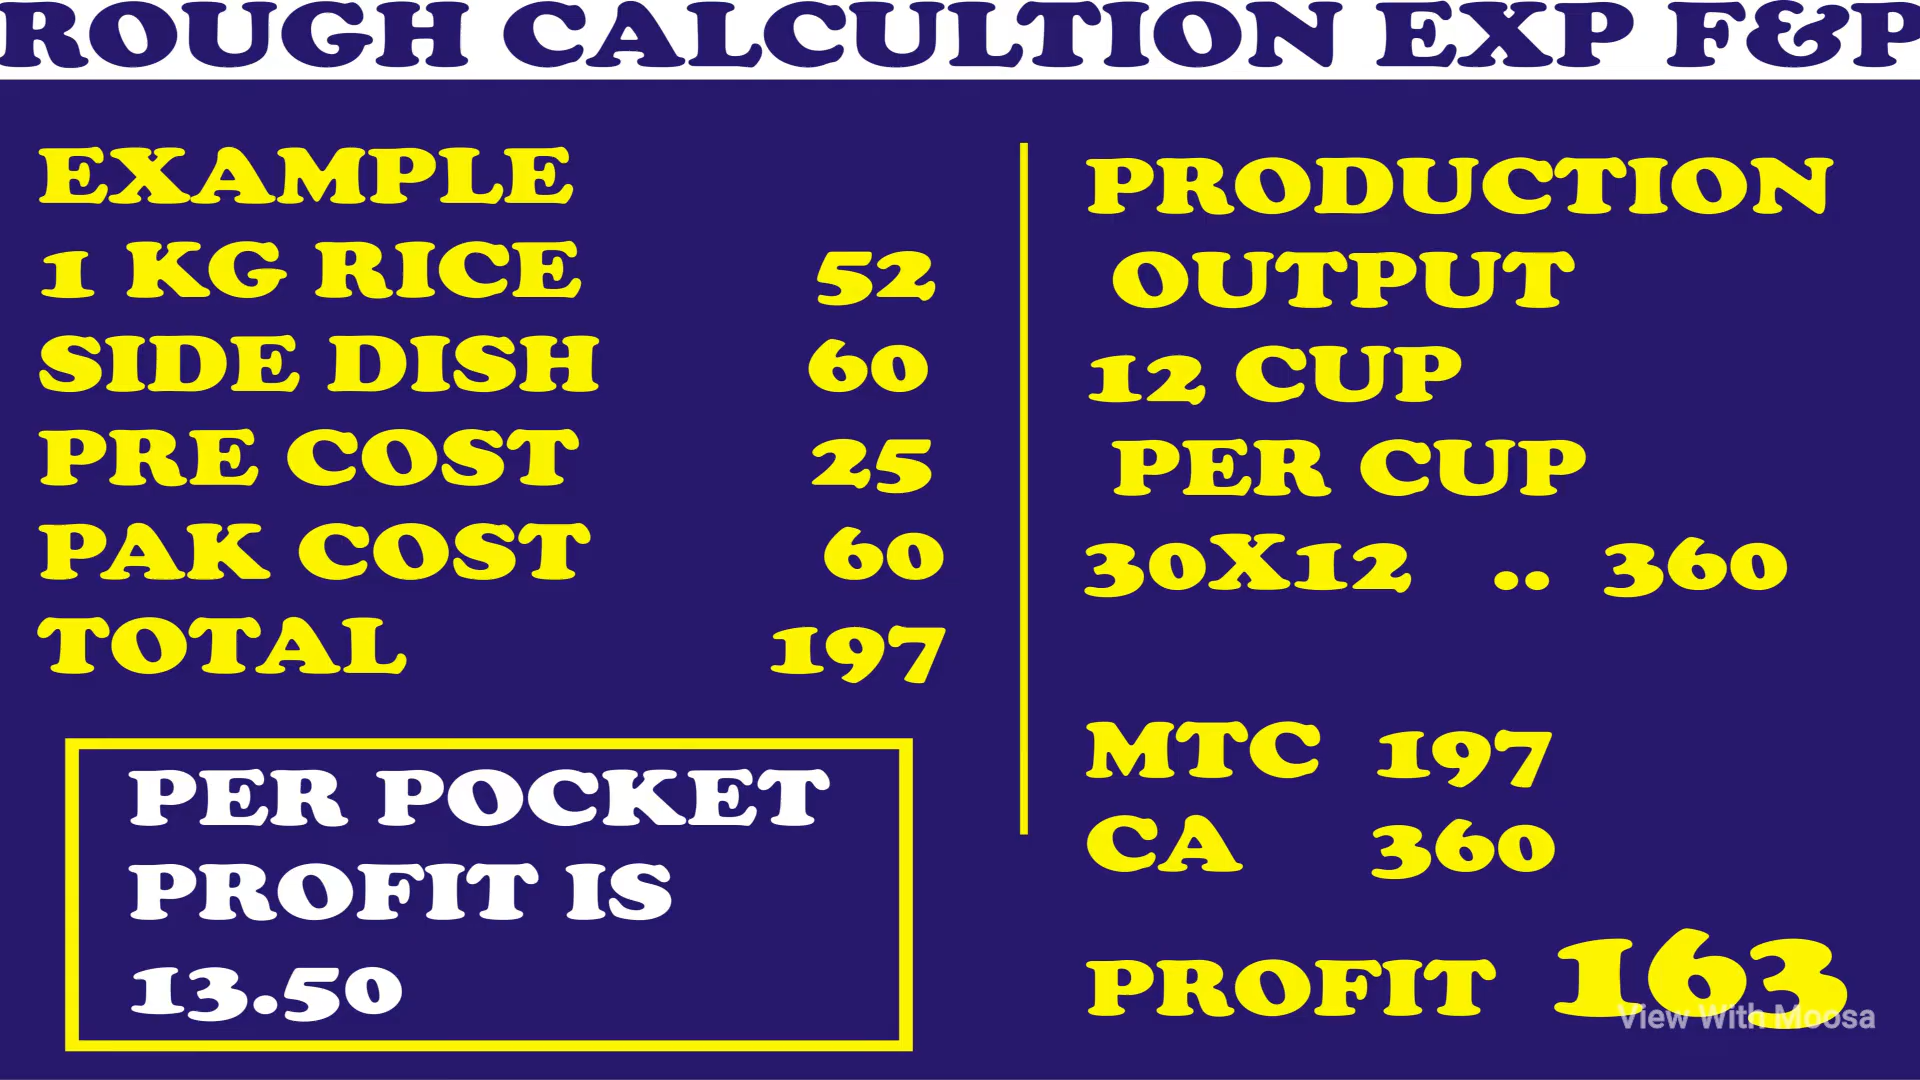 ROUGH CALCULTION EXP F&P
EXAMPLE
1 KG RICE 52
SIDE DISH 60
PRE COST 25
PAK COST 60
TOTAL 197
PER POCKET
PROFIT IS
13.50
PRODUCTION
OUTPUT
12 CUP
PER CUP
30X12 .. 360
MTC 197
CA 360
PROFIT 163
View With Moosa